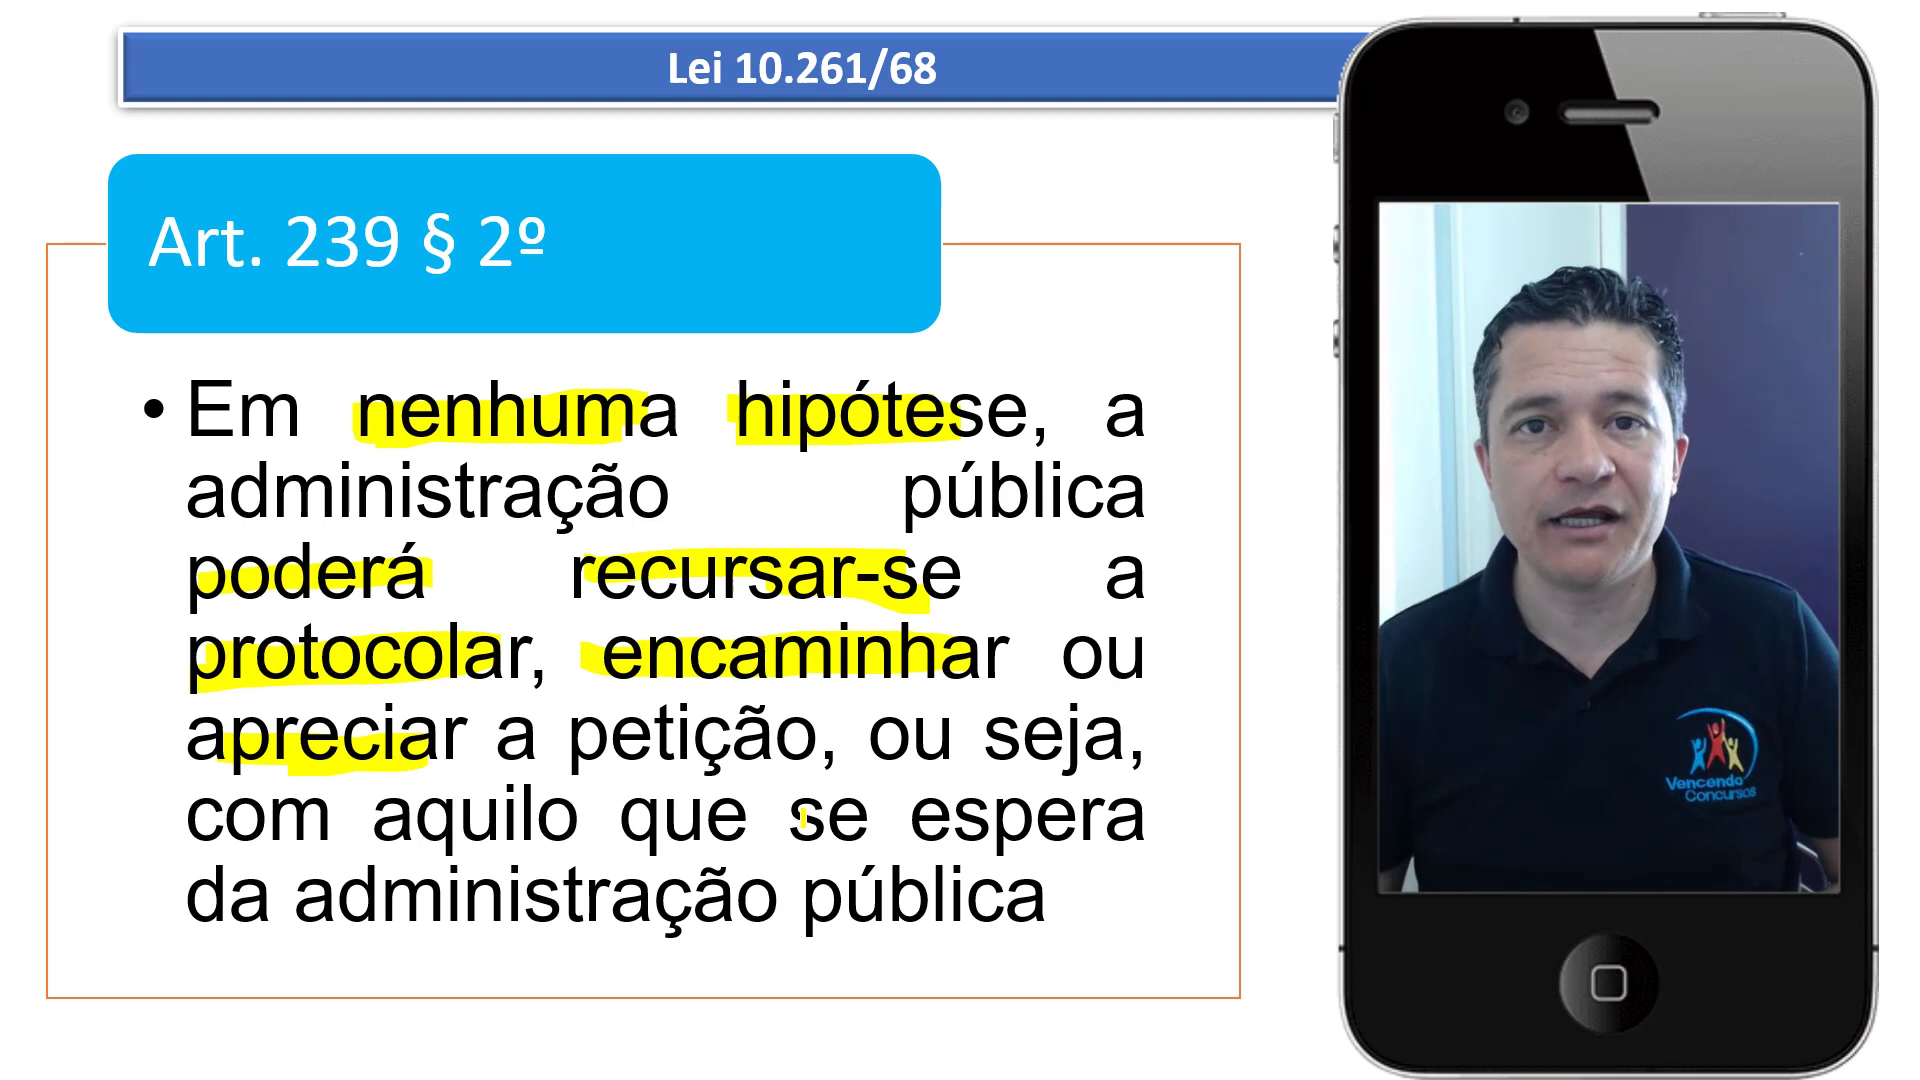 Lei 10.261/68
Art. 239 § 2º
• Em nenhuma hipótese, a
administração pública
poderá recursar-se a
protocolar, encaminhar ou
apreciar a petição, ou seja,
com aquilo que se espera
da administração pública
Vencendo
Concursos